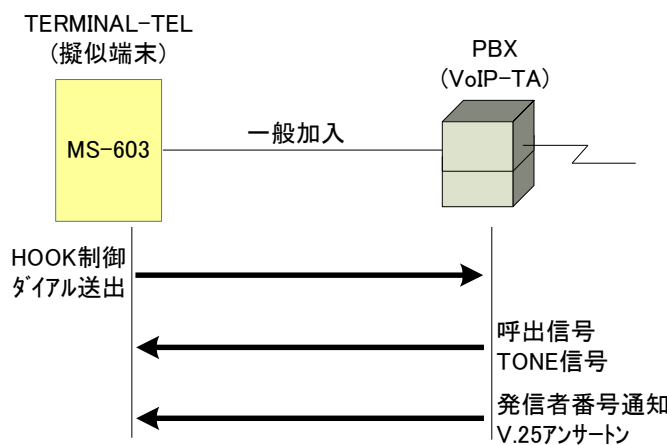 TERMINAL-TEL
(擬似端末)
PBX
(VoIP-TA)
MS-603
一般加入
HOOK制御
ダイアル送出
呼出信号
TONE信号
発信者番号通知
V.25アンサートン